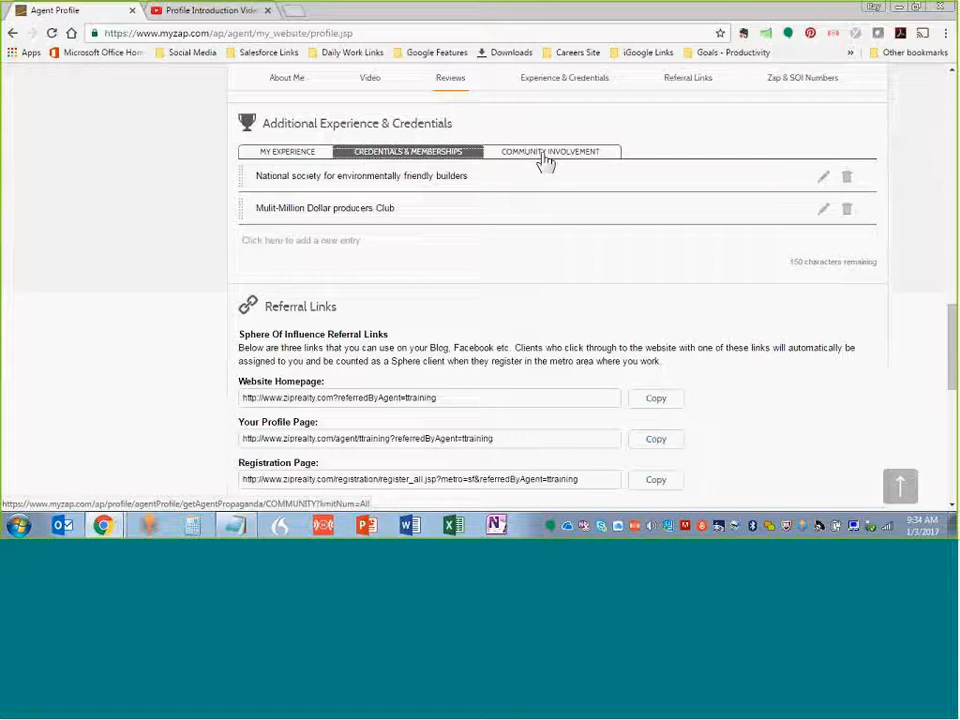 Agent Profile
Profile Introduction Vide
Ray
https://www.myzap.com/ap/agent/my_website/profile.jsp
Apps
Microsoft Office Hom
Social Media
Salesforce Links
Daily Work Links
Google Features
Downloads
Careers Site
iGoogle Links
Goals - Productivity
»
Other bookmarks
About Me
Video
Reviews
Experience & Credentials
Referral Links
Zap & SOI Numbers
Additional Experience & Credentials
MY EXPERIENCE
CREDENTIALS & MEMBERSHIPS
COMMUNITY INVOLVEMENT
National society for environmentally friendly builders
Mulit-Million Dollar producers Club
Click here to add a new entry
150 characters remaining
Referral Links
Sphere Of Influence Referral Links
Below are three links that you can use on your Blog, Facebook etc. Clients who click through to the website with one of these links will automatically be
assigned to you and be counted as a Sphere client when they register in the metro area where you work.
Website Homepage:
http://www.ziprealty.com?referredByAgent=ttraining
Copy
Your Profile Page:
http://www.ziprealty.com/agent/ttraining?referredByAgent=ttraining
Copy
Registration Page:
http://www.ziprealty.com/registration/register_all.jsp?metro=sf&referredByAgent=ttraining
Copy
https://www.myzap.com/ap/profile/agentProfile/getAgentPropaganda/COMMUNITY?limitNum=All
9:34 AM
1/3/2017